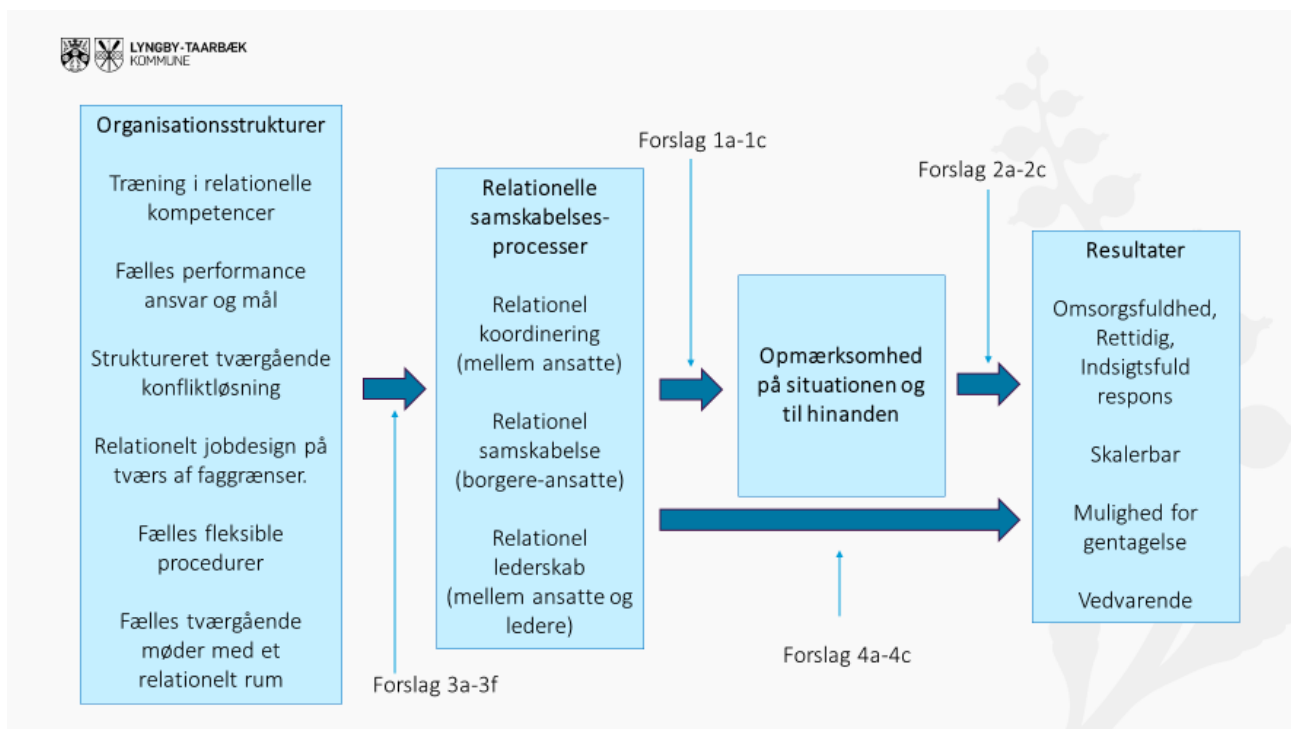 LYNGBY-TAARBÆK
KOMMUNE
Organisationsstrukturer
Træning i relationelle
kompetencer
Fælles performance
ansvar og mål
Struktureret tværgående
konfliktløsning
Relationelt jobdesign på
tværs af faggrænser.
Fælles fleksible
procedurer
Fælles tværgående
møder med et
relationelt rum
Forslag 3a-3f
Relationelle
samskabelses-
processer
Relationel
koordinering
(mellem ansatte)
Relationel
samskabelse
(borgere-ansatte)
Relationel
lederskab
(mellem ansatte og
ledere)
Forslag 1a-1c
Opmærksomhed
på situationen og
til hinanden
Forslag 2a-2c
Forslag 4a-4c
Resultater
Omsorgsfuldhed,
Rettidig,
Indsigtsfuld
respons
Skalerbar
Mulighed for
gentagelse
Vedvarende